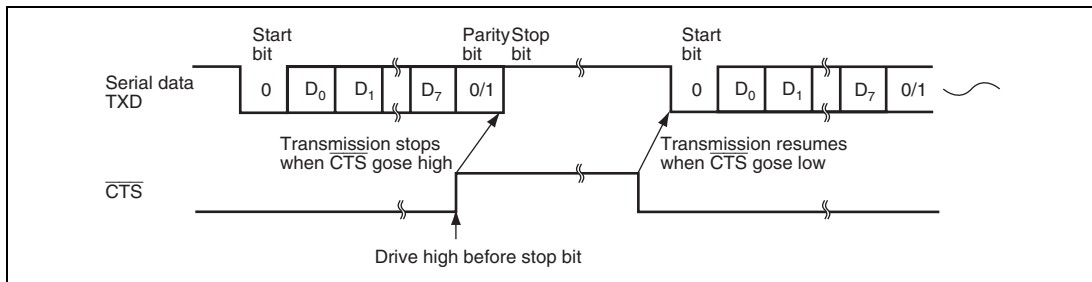 Start bit Parity bit Stop bit Start bit
Serial data TXD 0 D0 D1 D7 0/1 0 D0 D1 D7 0/1
Transmission stops when CTS gose high
Transmission resumes when CTS gose low
CTS
Drive high before stop bit